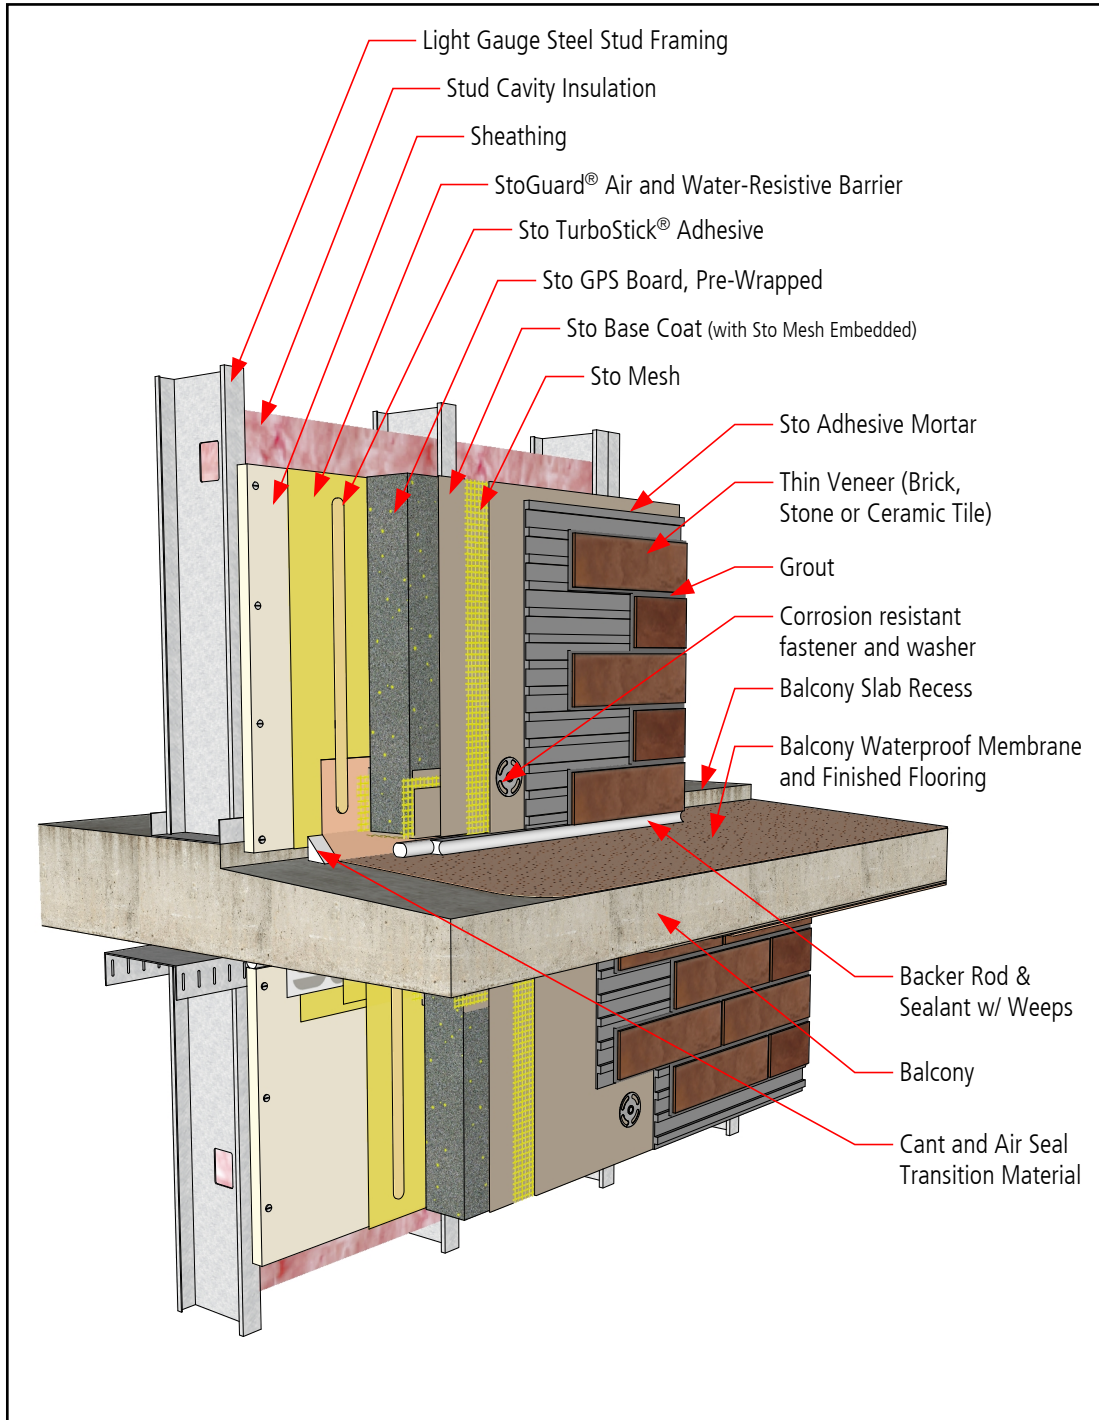 Light Gauge Steel Stud Framing
Stud Cavity Insulation
Sheathing
StoGuard® Air and Water-Resistive Barrier
Sto TurboStick® Adhesive
Sto GPS Board, Pre-Wrapped
Sto Base Coat (with Sto Mesh Embedded)
Sto Mesh
Sto Adhesive Mortar
Thin Veneer (Brick,
Stone or Ceramic Tile)
Grout
Corrosion resistant
fastener and washer
Balcony Slab Recess
Balcony Waterproof Membrane
and Finished Flooring
Backer Rod &
Sealant w/ Weeps
Balcony
Cant and Air Seal
Transition Material